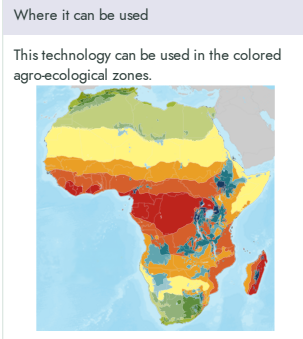 Where it can be used
This technology can be used in the colored
agro-ecological zones.